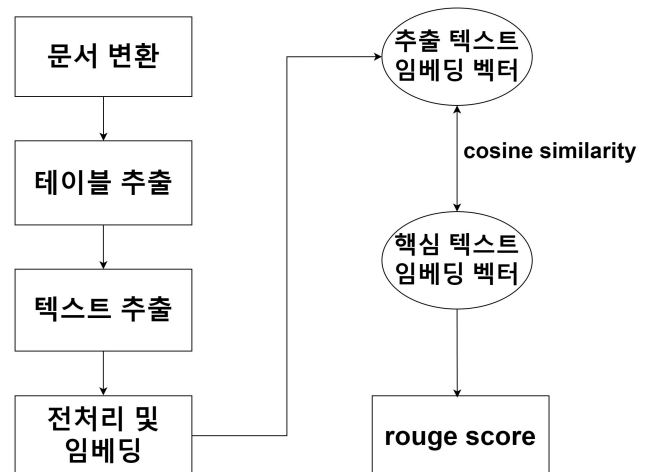 문서 변환
테이블 추출
텍스트 추출
전처리 및
임베딩
추출 텍스트
임베딩 벡터
cosine similarity
핵심 텍스트
임베딩 벡터
rouge score